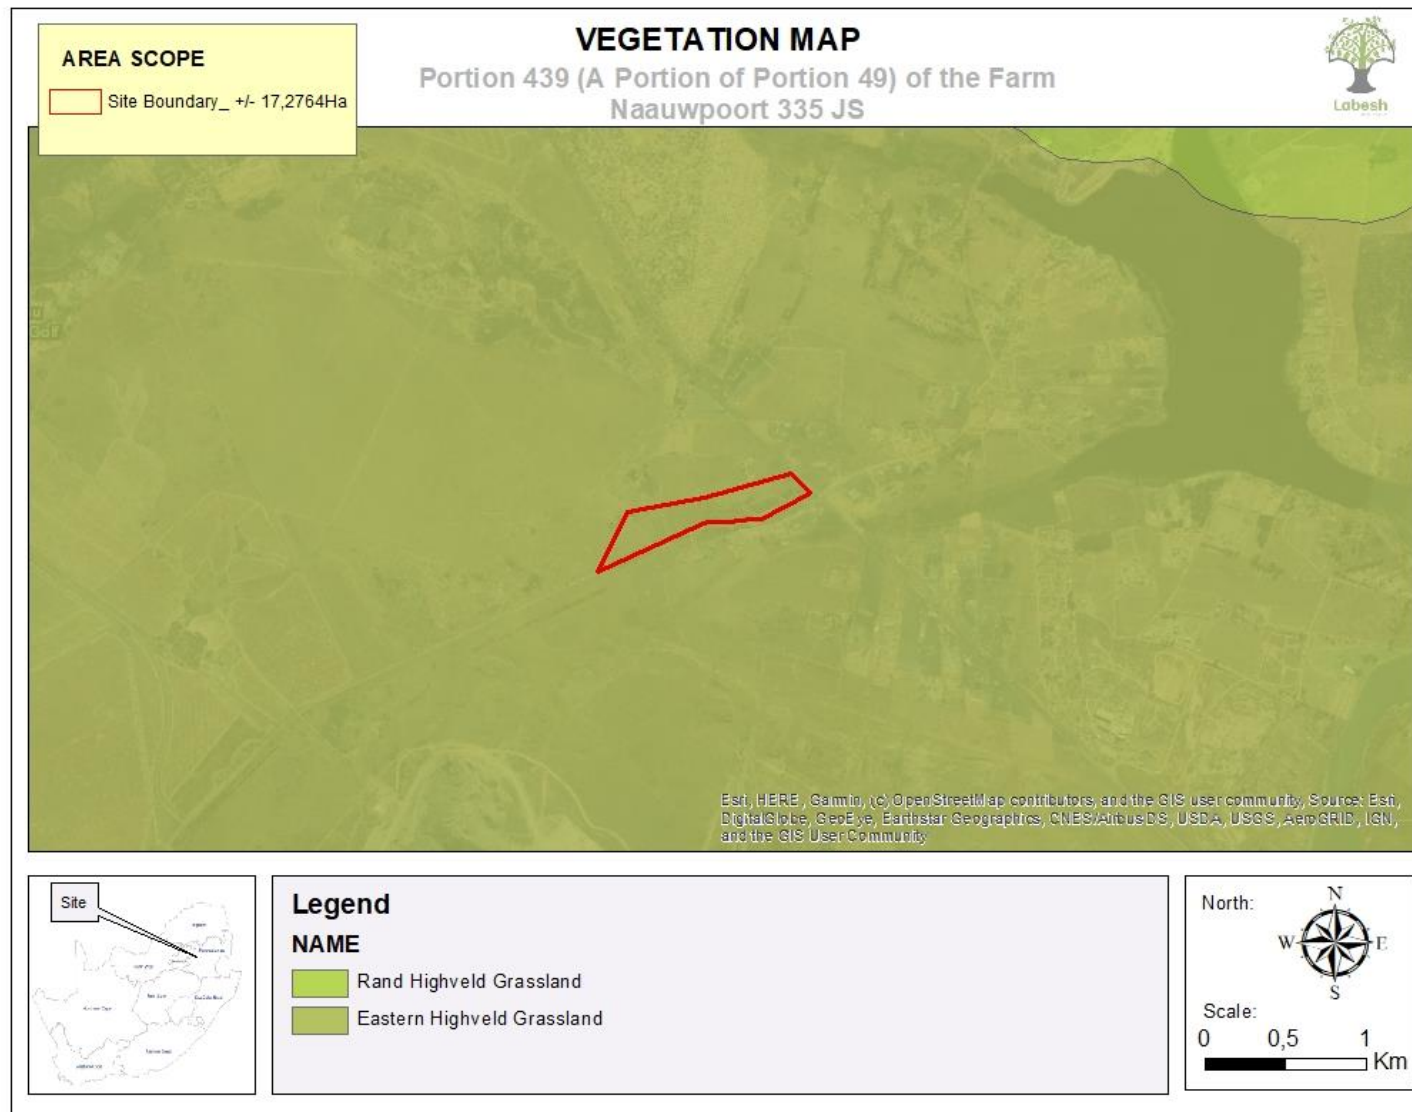 AREA SCOPE
Site Boundary_ +/- 17,2764Ha
VEGETATION MAP
Portion 439 (A Portion of Portion 49) of the Farm
Naauwpoort 335 JS
Labesh
Golf
Esri, HERE, Garmin, (c) OpenStreetMap contributors, and the GIS user community, Source: Esri,
DigitalGlobe, GeoEye, Earthstar Geographics, CNES/Airbus DS, USDA, USGS, AeroGRID, IGN,
and the GIS User Community
Site
Legend
NAME
Rand Highveld Grassland
Eastern Highveld Grassland
North:
N
W
E
S
Scale:
0 0,5 1
Km